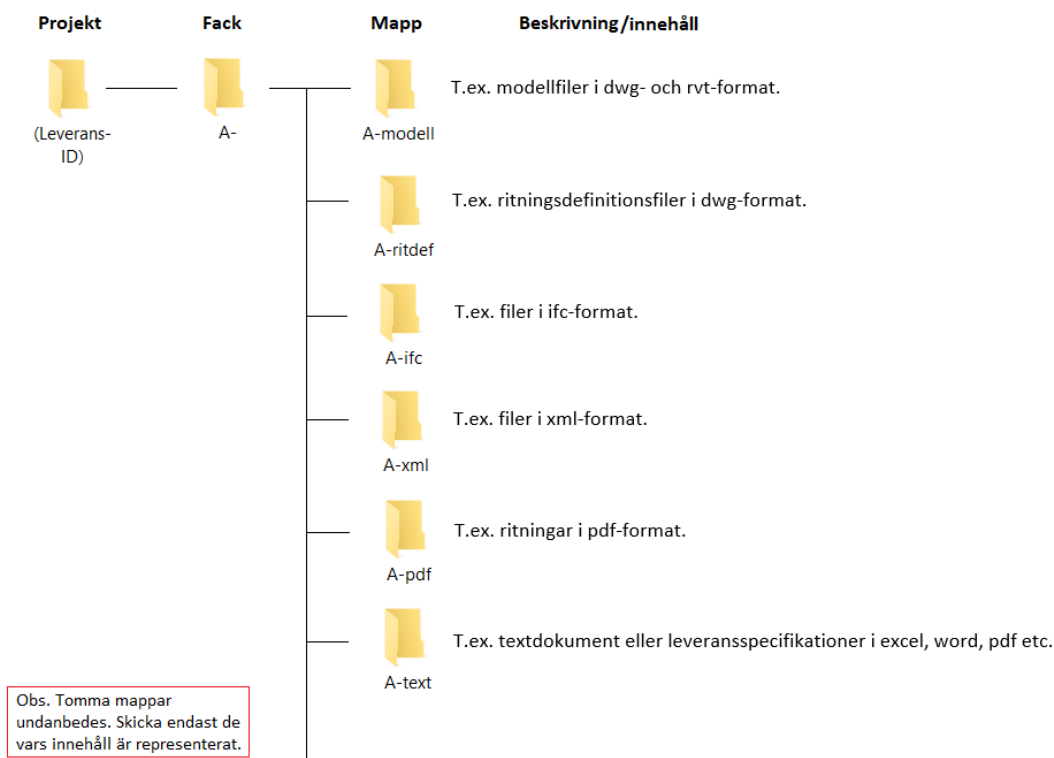 Projekt Fack Mapp Beskrivning/innehåll
T.ex. modellfiler i dwg- och rvt-format.
(Leverans-
ID)
A-
A-modell
T.ex. ritningsdefinitionsfiler i dwg-format.
A-ritdef
T.ex. filer i ifc-format.
A-ifc
T.ex. filer i xml-format.
A-xml
T.ex. ritningar i pdf-format.
A-pdf
T.ex. textdokument eller leveransspecifikationer i excel, word, pdf etc.
A-text
Obs. Tomma mappar
undanbedes. Skicka endast de
vars innehåll är representerat.